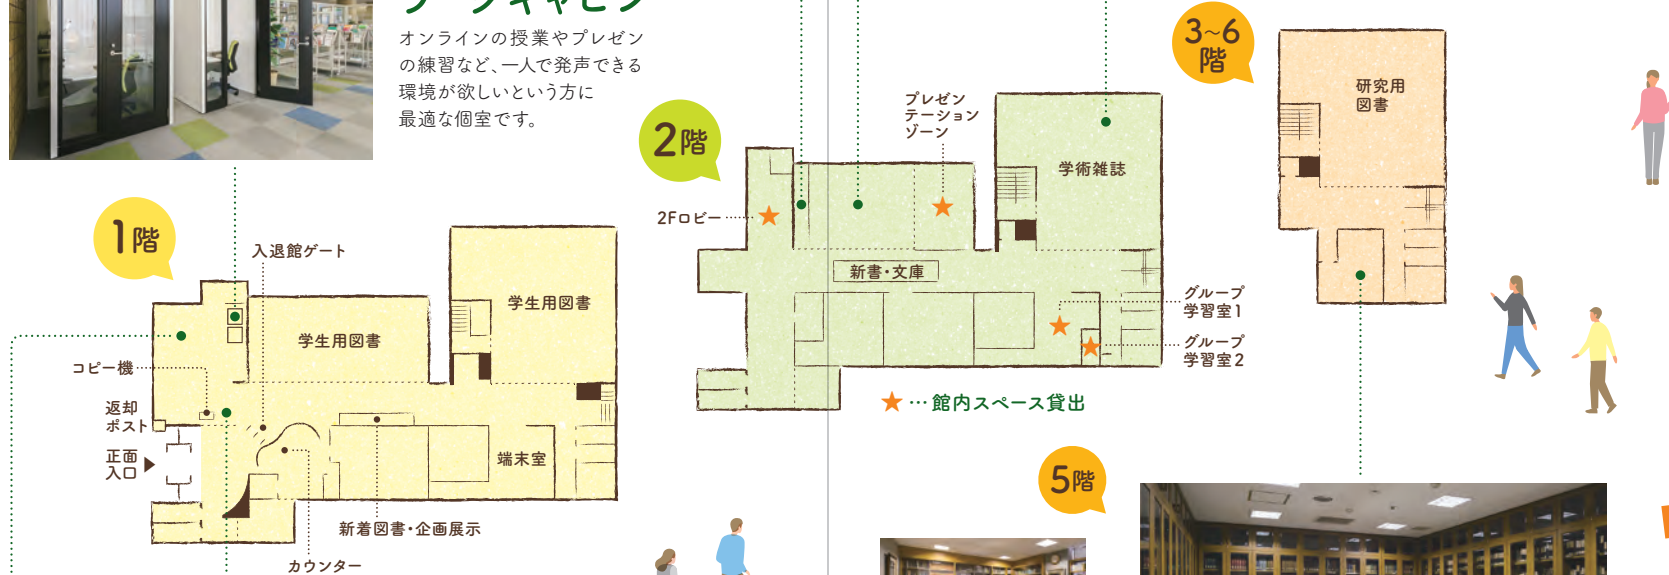 オンラインの授業やプレゼン
の練習など、一人で発声できる
環境が欲しいという方に
最適な個室です。
1階
入退館ゲート
学生用図書
学生用図書
コピー機
返却
ポスト
正面
入口
端末室
新着図書・企画展示
カウンター
2階
プレゼン
テーション
ゾーン
学術雑誌
2Fロビー
新書・文庫
グループ
学習室1
グループ
学習室2
★…館内スペース貸出
3~6
階
研究用
図書
5階